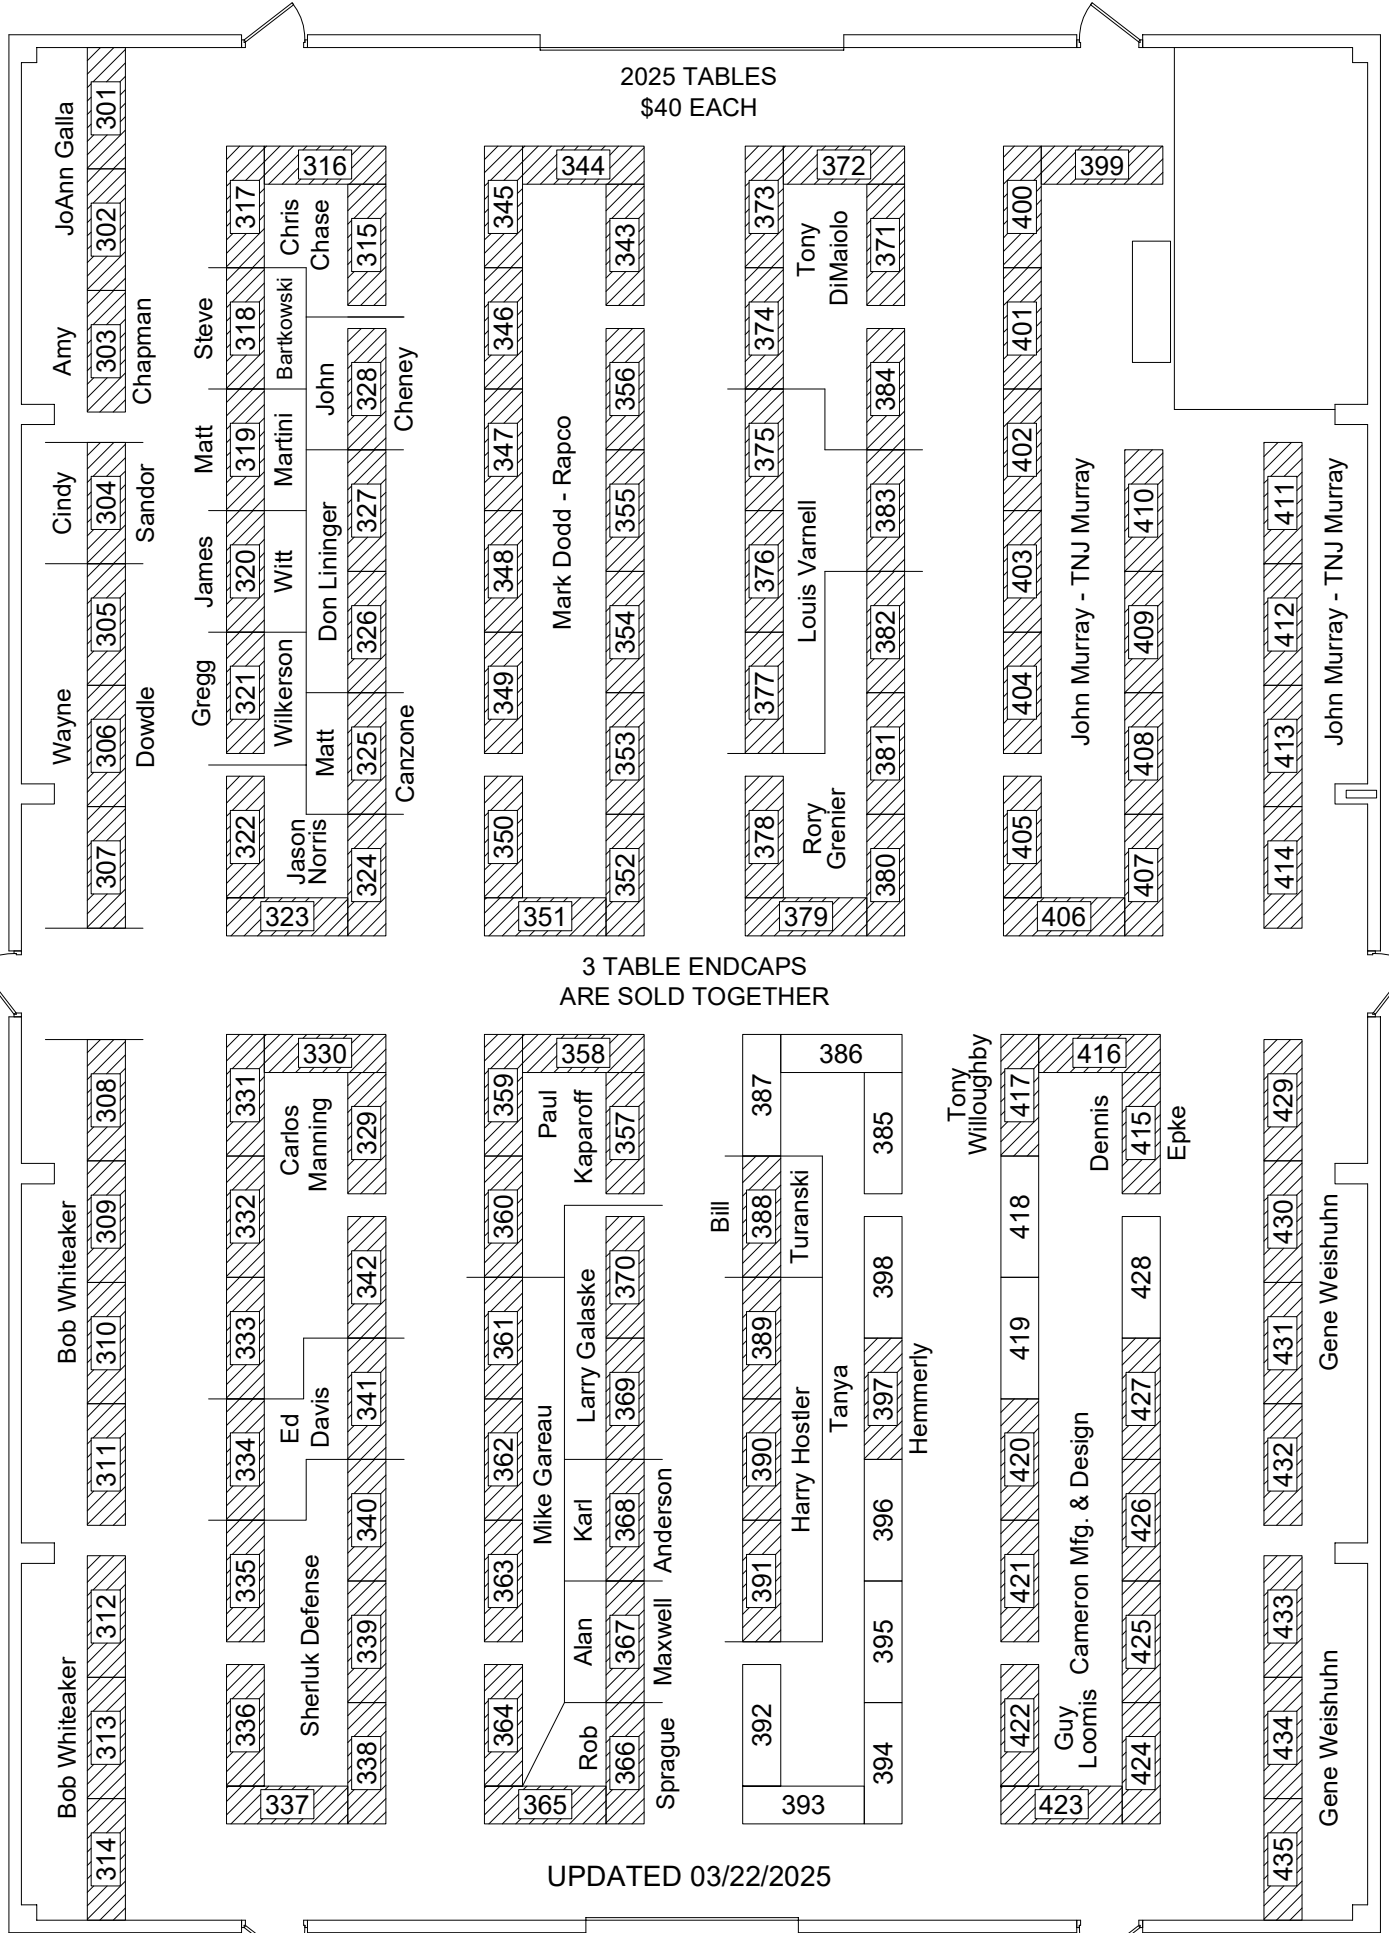 2025 TABLES
$40 EACH
JoAnn Galla
301
302
Amy
303
Chapman
Cindy
304
Sandor
Wayne
305
306
Dowdle
307
316
317
Chris
Chase
315
Steve
318
Bartkowski
John
328
Cheney
Matt
319
Martini
James
320
Witt
Don Lininger
327
326
Gregg
321
Wilkerson
Matt
325
Canzone
322
Jason
Norris
324
323
344
345
343
346
356
347
Mark Dodd - Rapco
355
348
354
349
353
350
352
351
372
373
Tony
DiMaiolo
371
374
384
375
383
376
Louis Varnell
382
377
381
378
Rory
Grenier
380
379
399
400
401
402
410
403
John Murray - TNJ Murray
409
404
408
405
407
406
411
412
413
414
John Murray - TNJ Murray
3 TABLE ENDCAPS
ARE SOLD TOGETHER
308
309
Bob Whiteaker
310
311
312
Bob Whiteaker
313
314
330
331
Carlos
Manning
329
332
342
333
341
Ed
Davis
334
340
335
Sherluk Defense
339
336
338
337
358
359
Paul
Kaparoff
357
360
370
361
Larry Galaske
369
362
Mike Gareau
Karl
368
Anderson
363
Alan
367
Maxwell
364
Rob
366
Sprague
365
386
387
385
Bill
388
Turanski
398
389
397
Tanya
Hemmerly
390
Harry Hostler
396
391
395
392
394
393
Tony
Willoughby
416
417
Dennis
415
Epke
418
428
419
427
420
426
Cameron Mfg. & Design
421
425
422
Guy
Loomis
424
423
429
430
Gene Weishuhn
431
432
433
434
Gene Weishuhn
435
UPDATED 03/22/2025